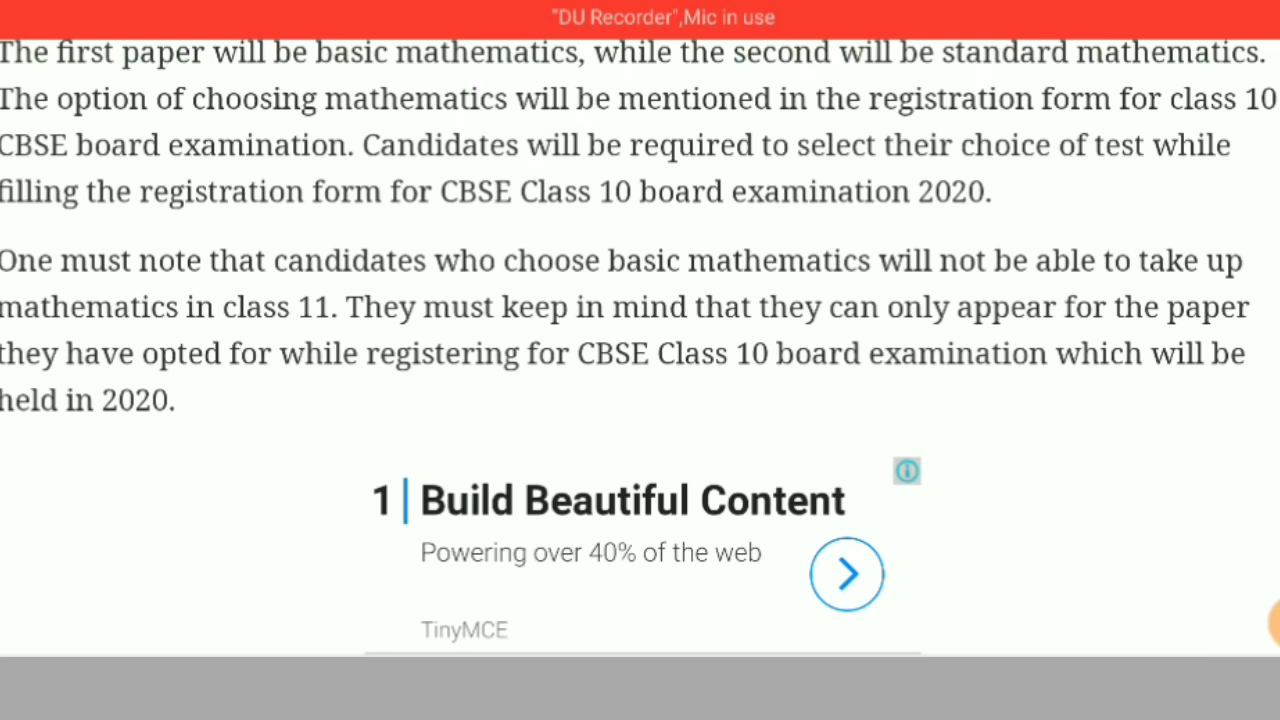 "DU Recorder",Mic in use
The first paper will be basic mathematics, while the second will be standard mathematics.
The option of choosing mathematics will be mentioned in the registration form for class 10
CBSE board examination. Candidates will be required to select their choice of test while
filling the registration form for CBSE Class 10 board examination 2020.
One must note that candidates who choose basic mathematics will not be able to take up
mathematics in class 11. They must keep in mind that they can only appear for the paper
they have opted for while registering for CBSE Class 10 board examination which will be
held in 2020.
1 Build Beautiful Content
Powering over 40% of the web
TinyMCE